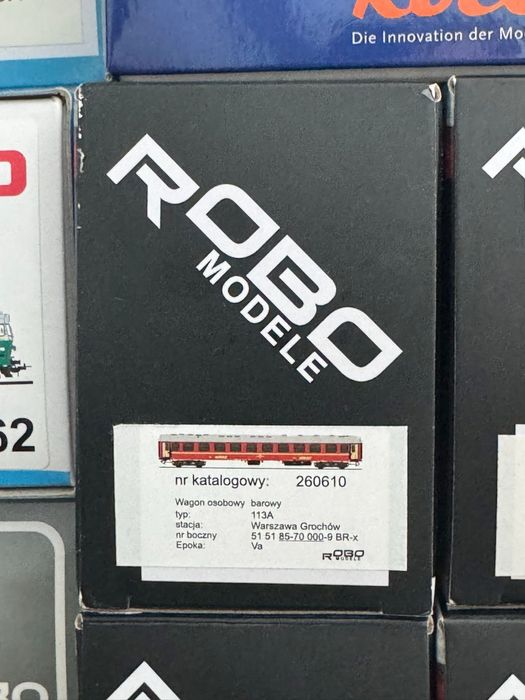 Die Innovation der Mo
ROBO
MODELE
62
nr katalogowy: 260610
Wagon osobowy barowy
typ: 113A
stacja: Warszawa Grochów
nr boczny 51 51 85-70 000-9 BR-x
Epoka: Va
ROBO
MODELE